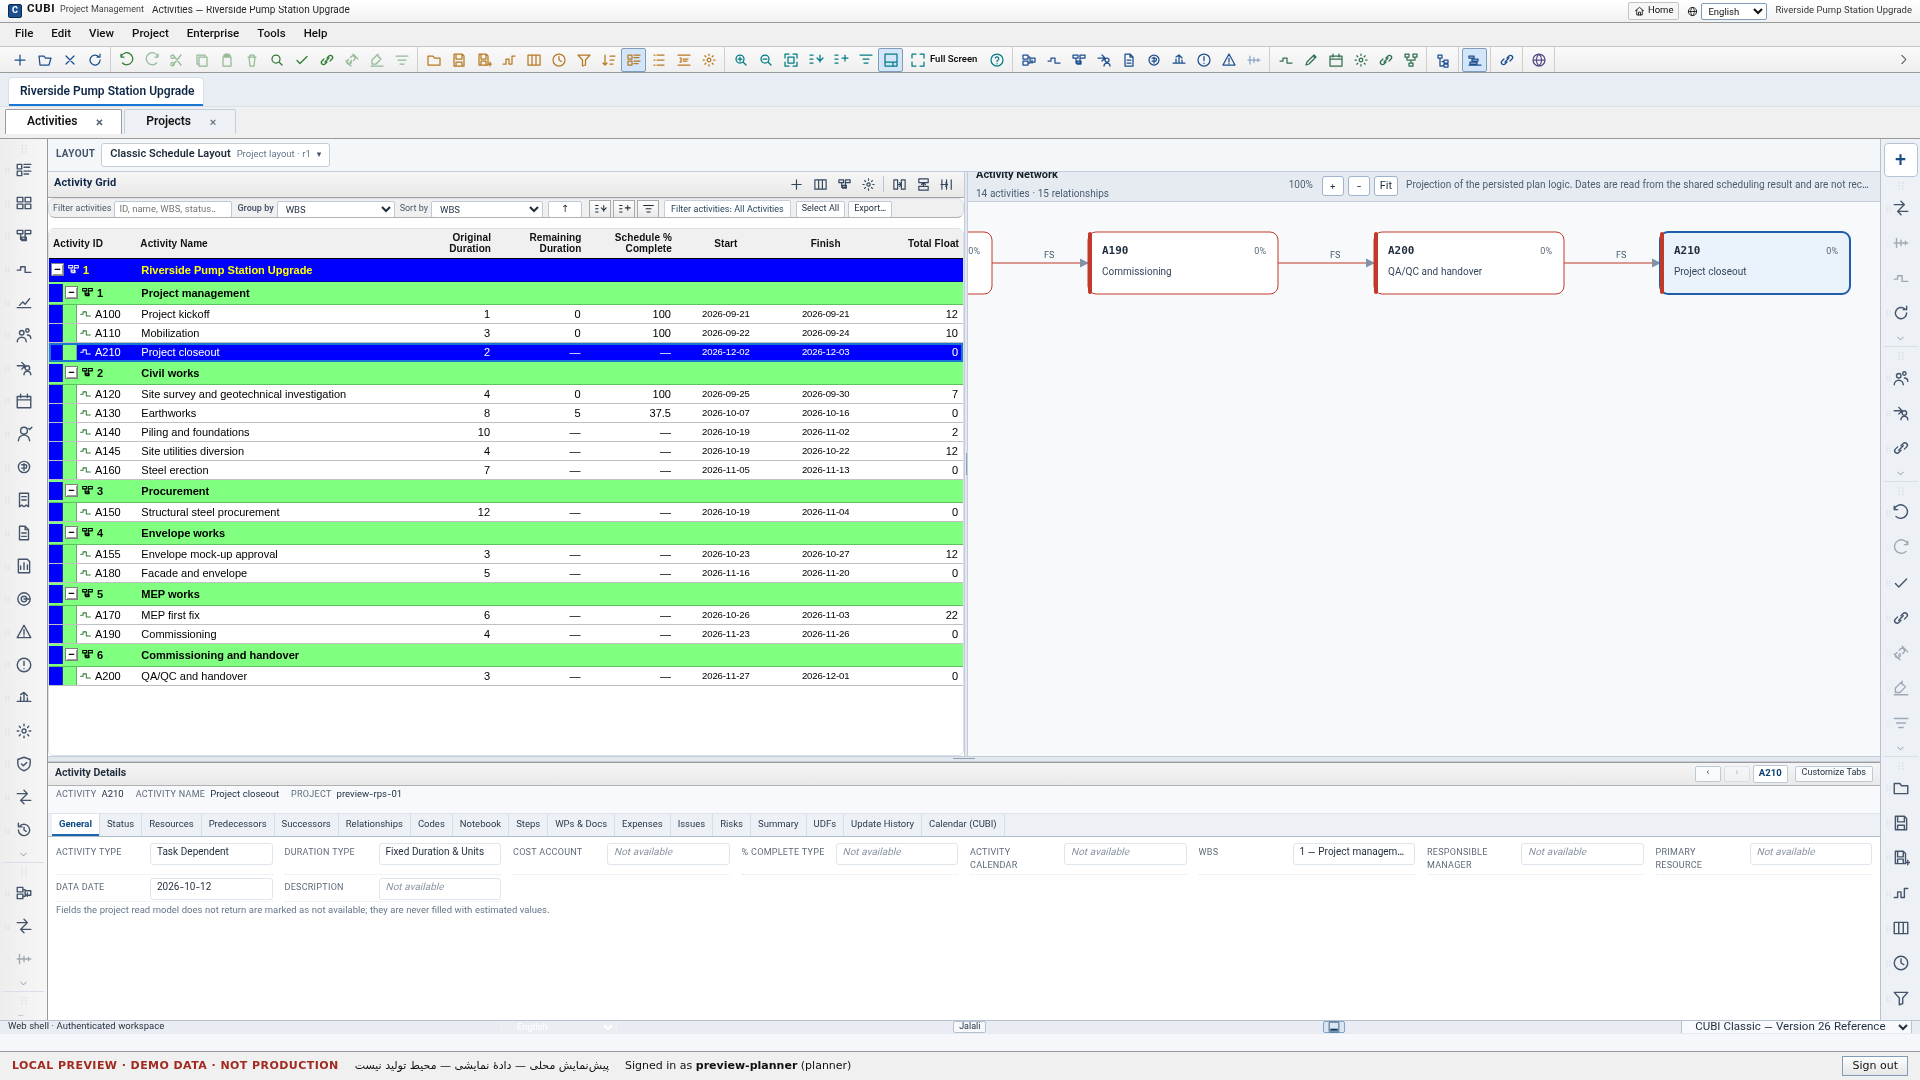 C CUBI Project Management Activities — Riverside Pump Station Upgrade Home English Riverside Pump Station Upgrade
File Edit View Project Enterprise Tools Help
Full Screen
Riverside Pump Station Upgrade
Activities × Projects ×
LAYOUT Classic Schedule Layout Project layout · r1
Activity Grid
Filter activities ID, name, WBS, status.. Group by WBS Sort by WBS ↑ Filter activities: All Activities Select All Export...
Activity ID Activity Name Original Duration Remaining Duration Schedule % Complete Start Finish Total Float
1 Riverside Pump Station Upgrade
1 Project management
A100 Project kickoff 1 0 100 2026-09-21 2026-09-21 12
A110 Mobilization 3 0 100 2026-09-22 2026-09-24 10
A210 Project closeout 2 — — 2026-12-02 2026-12-03 0
2 Civil works
A120 Site survey and geotechnical investigation 4 0 100 2026-09-25 2026-09-30 7
A130 Earthworks 8 5 37.5 2026-10-07 2026-10-16 0
A140 Piling and foundations 10 — — 2026-10-19 2026-11-02 2
A145 Site utilities diversion 4 — — 2026-10-19 2026-10-22 12
A160 Steel erection 7 — — 2026-11-05 2026-11-13 0
3 Procurement
A150 Structural steel procurement 12 — — 2026-10-19 2026-11-04 0
4 Envelope works
A155 Envelope mock-up approval 3 — — 2026-10-23 2026-10-27 12
A180 Facade and envelope 5 — — 2026-11-16 2026-11-20 0
5 MEP works
A170 MEP first fix 6 — — 2026-10-26 2026-11-03 22
A190 Commissioning 4 — — 2026-11-23 2026-11-26 0
6 Commissioning and handover
A200 QA/QC and handover 3 — — 2026-11-27 2026-12-01 0
Activity Network
14 activities · 15 relationships 100% + − Fit Projection of the persisted plan logic. Dates are read from the shared scheduling result and are not rec...
0% FS A190 0% FS A200 0% FS A210 0%
Commissioning QA/QC and handover Project closeout
Activity Details A210 Customize Tabs
ACTIVITY A210 ACTIVITY NAME Project closeout PROJECT preview-rps-01
General Status Resources Predecessors Successors Relationships Codes Notebook Steps WPs & Docs Expenses Issues Risks Summary UDFs Update History Calendar (CUBI)
ACTIVITY TYPE Task Dependent DURATION TYPE Fixed Duration & Units COST ACCOUNT Not available % COMPLETE TYPE Not available ACTIVITY CALENDAR Not available WBS 1 — Project managem... RESPONSIBLE MANAGER Not available PRIMARY RESOURCE Not available
DATA DATE 2026-10-12 DESCRIPTION Not available
Fields the project read model does not return are marked as not available; they are never filled with estimated values.
Web shell · Authenticated workspace English Jalali CUBI Classic — Version 26 Reference
LOCAL PREVIEW · DEMO DATA · NOT PRODUCTION پیش‌نمایش محلی — دادهٔ نمایشی — محیط تولید نیست Signed in as preview-planner (planner) Sign out